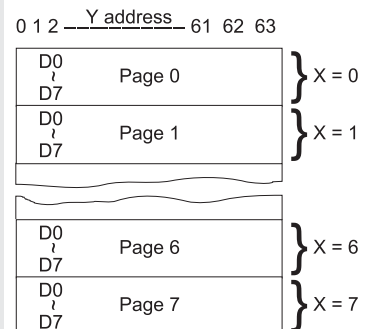 Y address
0 1 2 – – – – – – – – – – 61 62 63
D0
~
D7
Page 0
X = 0
D0
~
D7
Page 1
X = 1
D0
~
D7
Page 6
X = 6
D0
~
D7
Page 7
X = 7